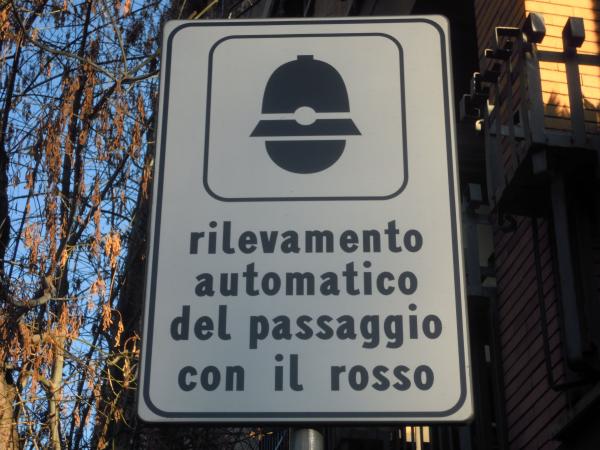 rilevamento
automatico
del passaggio
con il rosso